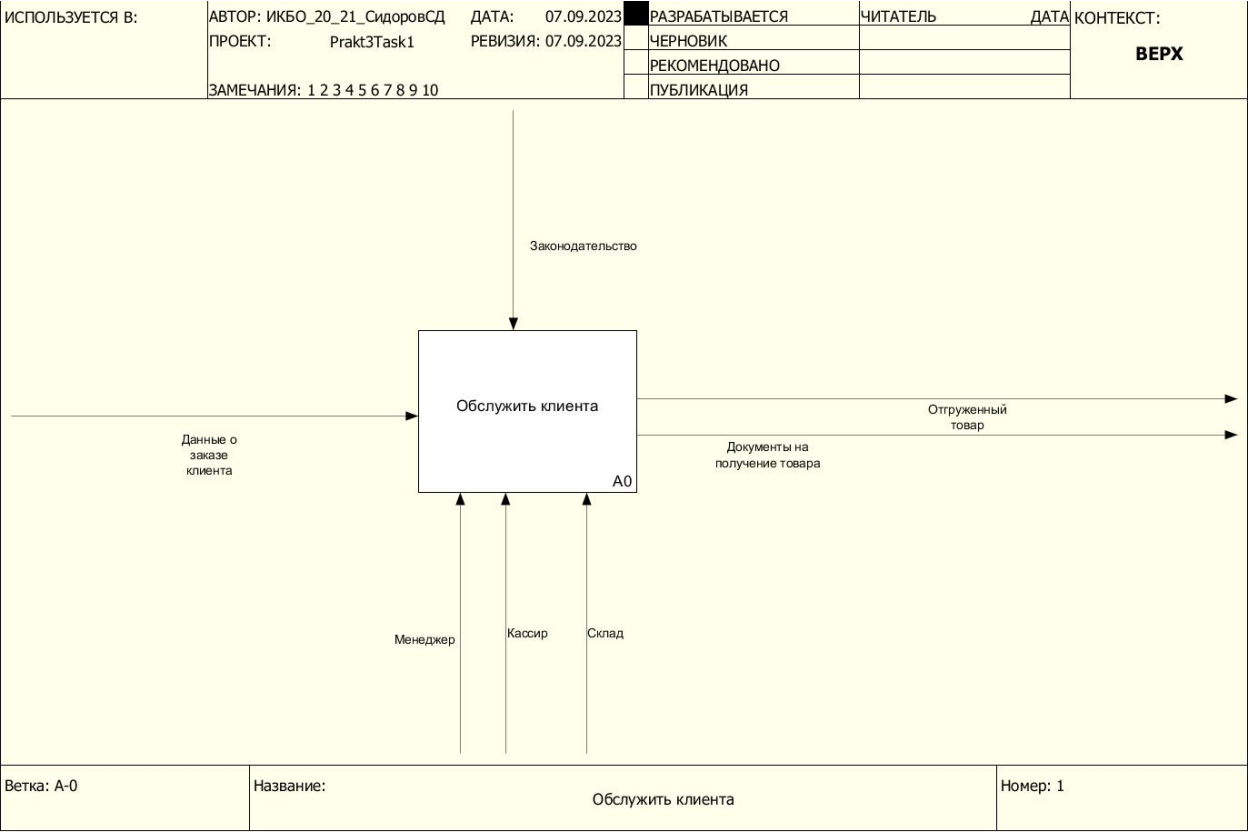 ИСПОЛЬЗУЕТСЯ В:
АВТОР: ИКБО_20_21_СидоровСД ДАТА: 07.09.2023
ПРОЕКТ: Prakt3Task1 РЕВИЗИЯ: 07.09.2023
ЗАМЕЧАНИЯ: 1 2 3 4 5 6 7 8 9 10
РАЗРАБАТЫВАЕТСЯ
ЧЕРНОВИК
РЕКОМЕНДОВАНО
ПУБЛИКАЦИЯ
ЧИТАТЕЛЬ ДАТА
КОНТЕКСТ:
ВЕРХ
Законодательство
Обслужить клиента
A0
Данные о
заказе
клиента
Отгруженный
товар
Документы на
получение товара
Менеджер
Кассир
Склад
Ветка: A-0
Название:
Обслужить клиента
Номер: 1